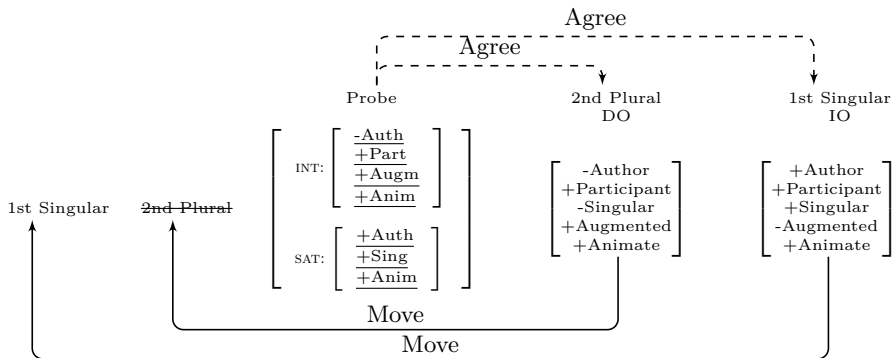 Agree
Agree
Probe
2nd Plural
DO
1st Singular
IO
INT:
-Auth
+Part
+Augm
+Anim
SAT:
+Auth
+Sing
+Anim
-Author
+Participant
-Singular
+Augmented
+Animate
+Author
+Participant
+Singular
-Augmented
+Animate
1st Singular
2nd Plural
Move
Move